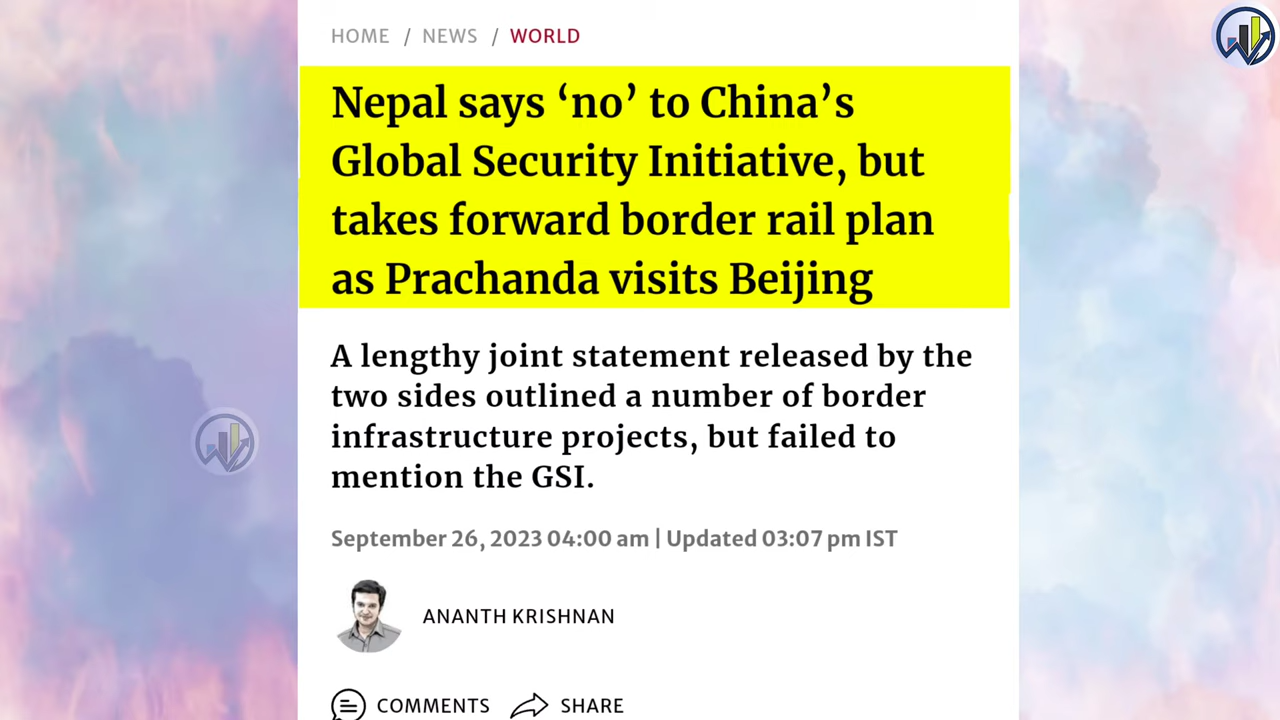 HOME / NEWS / WORLD
Nepal says ‘no’ to China’s
Global Security Initiative, but
takes forward border rail plan
as Prachanda visits Beijing
A lengthy joint statement released by the
two sides outlined a number of border
infrastructure projects, but failed to
mention the GSI.
September 26, 2023 04:00 am | Updated 03:07 pm IST
ANANTH KRISHNAN
COMMENTS SHARE